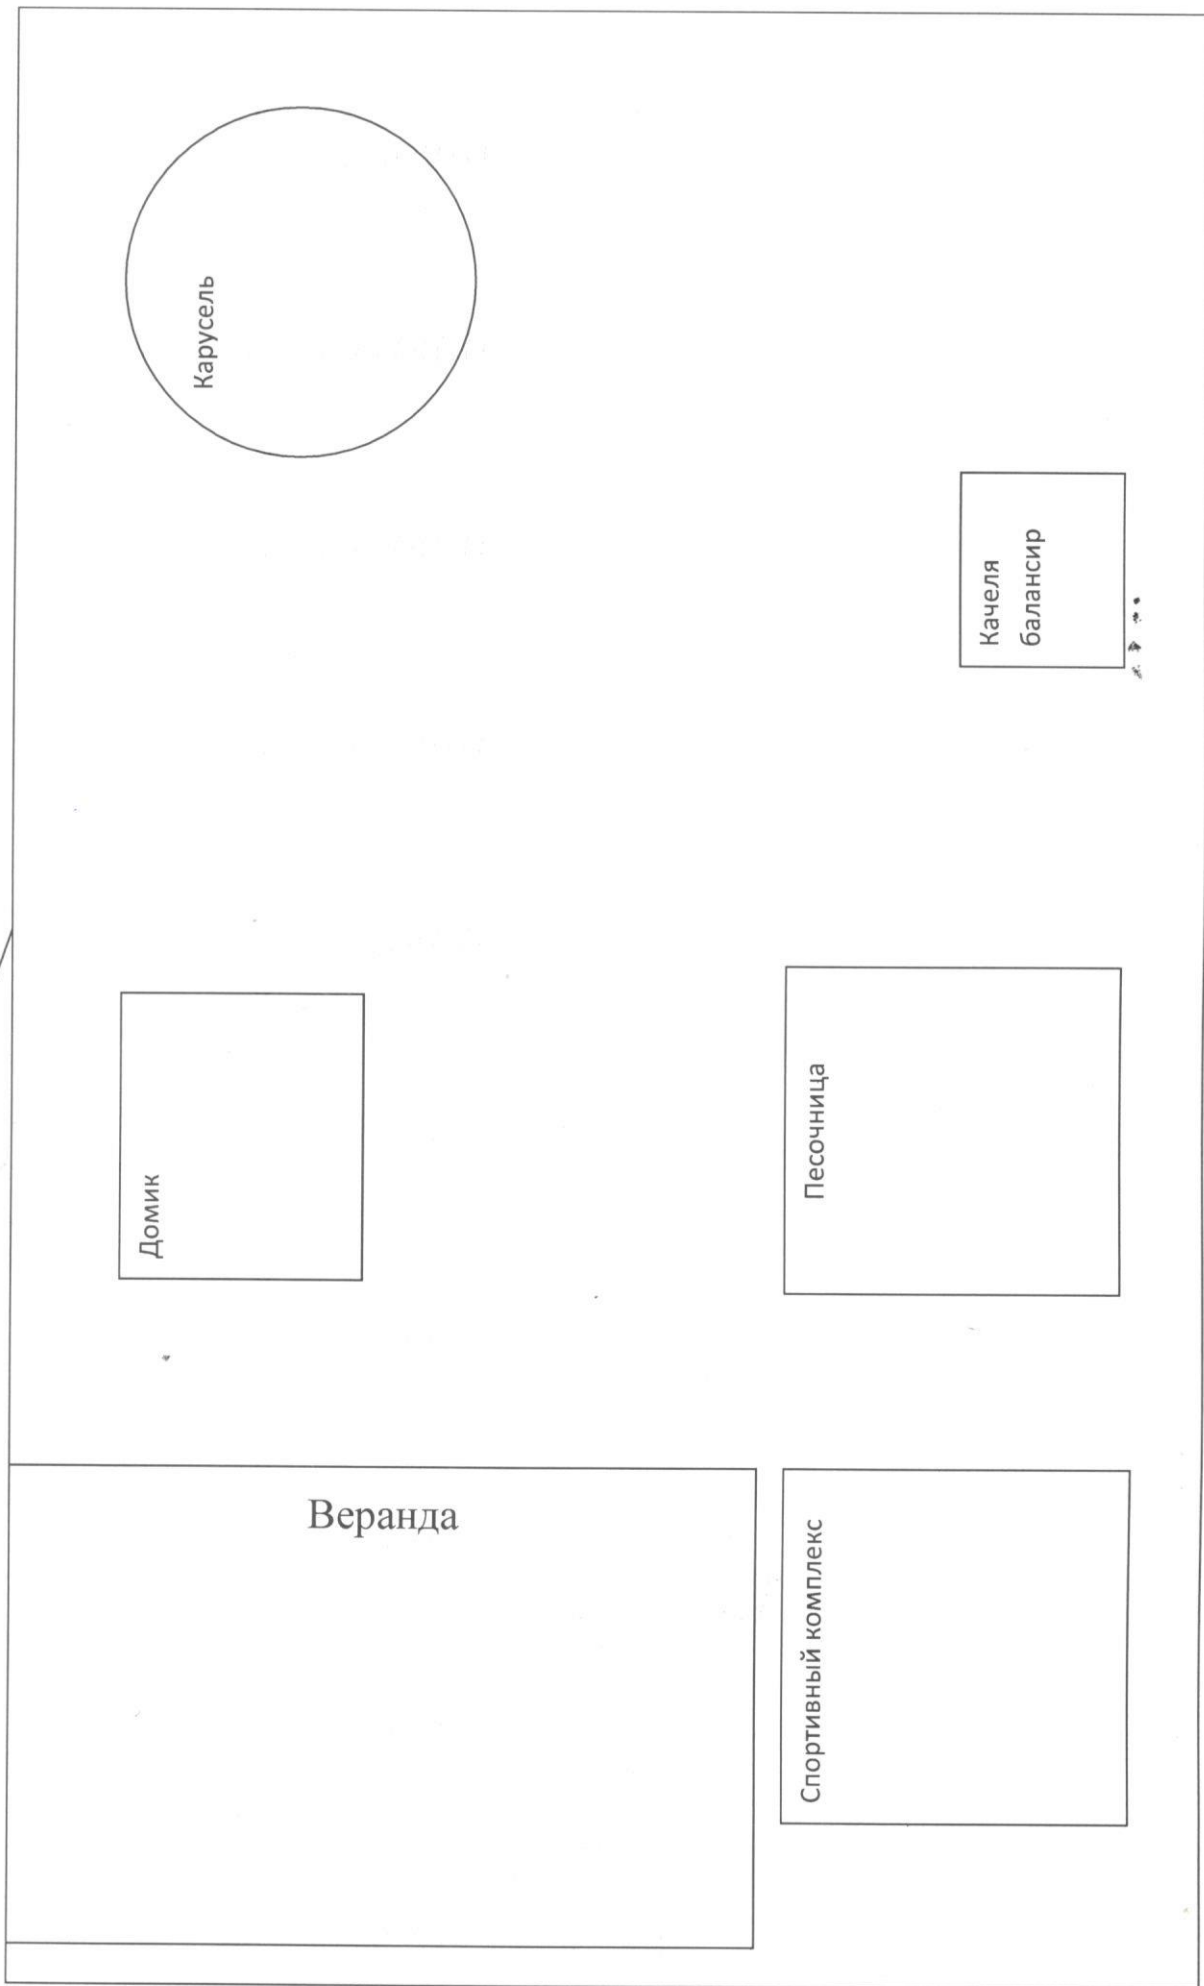 Карусель
Качеля
балансир
Домик
Песочница
Веранда
Спортивный комплекс